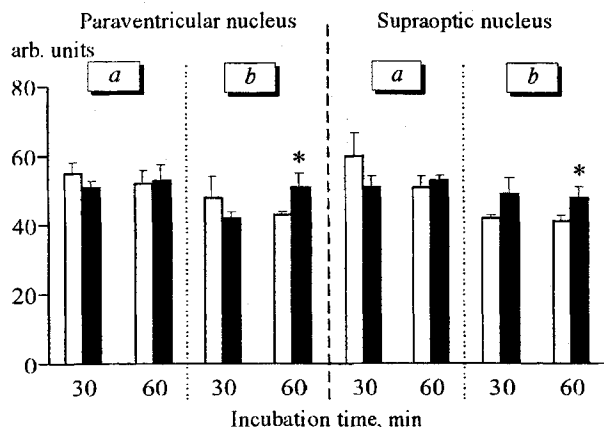 Paraventricular nucleus Supraoptic nucleus
arb. units
a b a b
80
60
40
20
0
* *
30 60 30 60 30 60 30 60
Incubation time, min